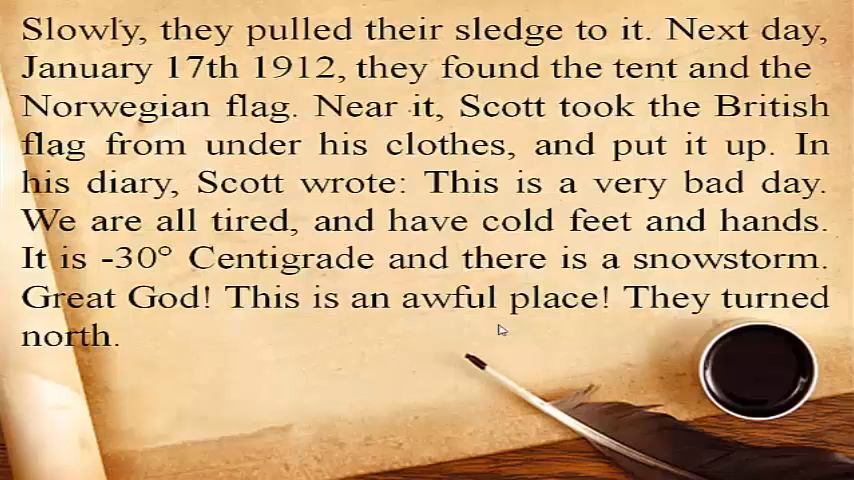 Slowly, they pulled their sledge to it. Next day,
January 17th 1912, they found the tent and the
Norwegian flag. Near it, Scott took the British
flag from under his clothes, and put it up. In
his diary, Scott wrote: This is a very bad day.
We are all tired, and have cold feet and hands.
It is -30° Centigrade and there is a snowstorm.
Great God! This is an awful place! They turned
north.